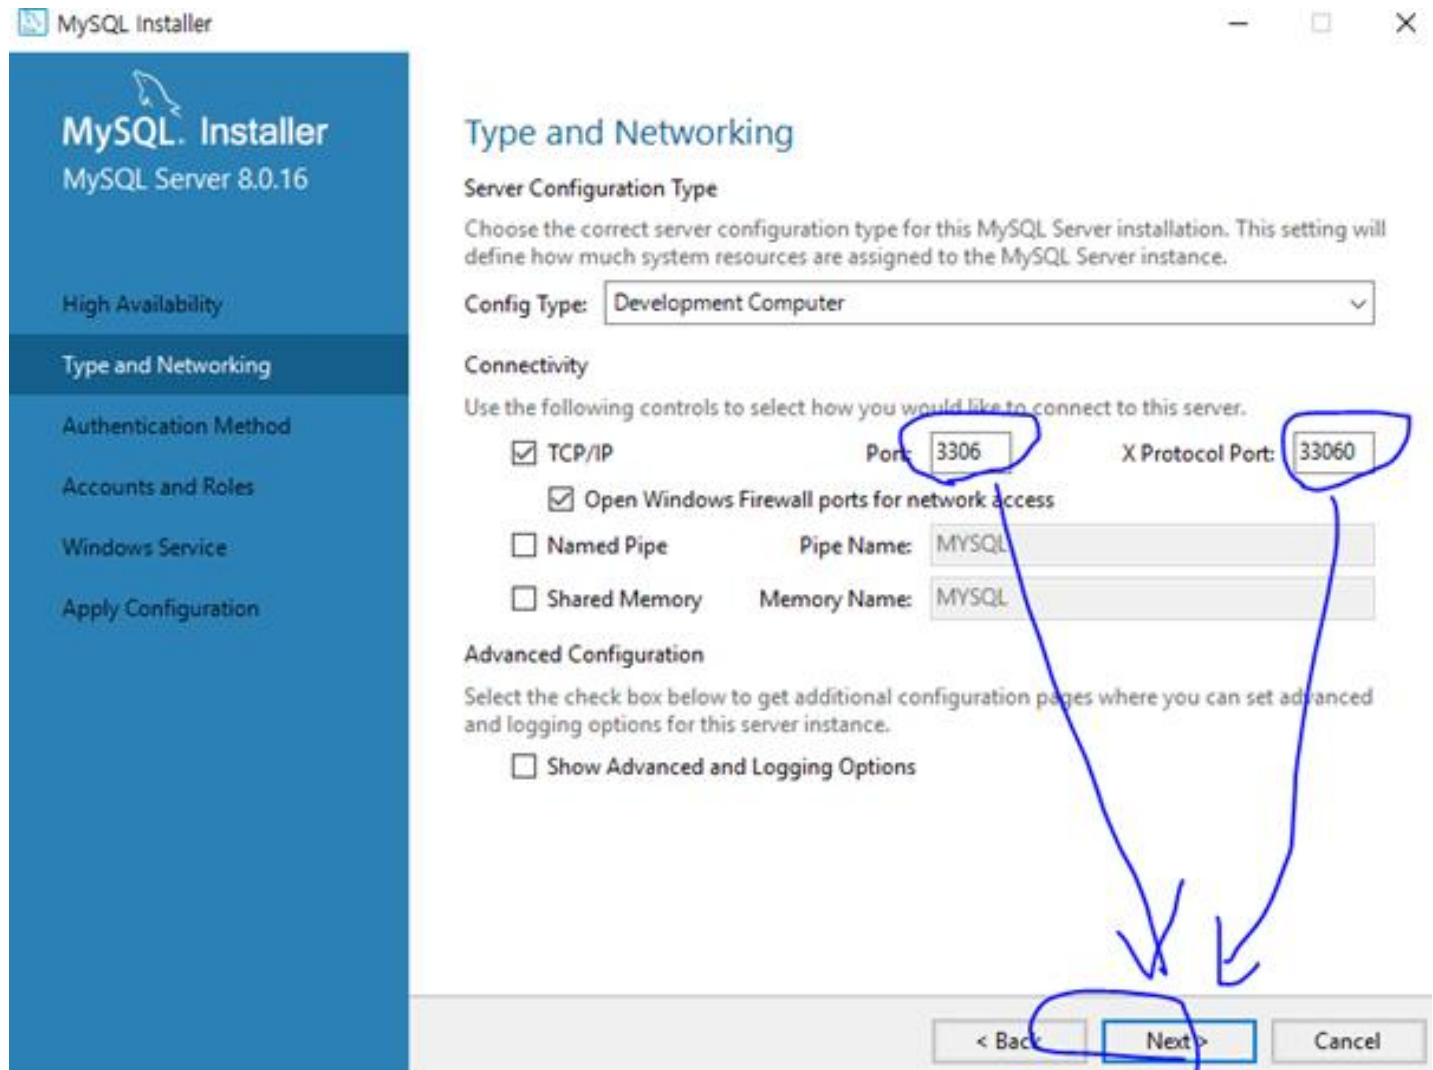 MySQL Installer
MySQL. Installer
MySQL Server 8.0.16
High Availability
Type and Networking
Authentication Method
Accounts and Roles
Windows Service
Apply Configuration
Type and Networking
Server Configuration Type
Choose the correct server configuration type for this MySQL Server installation. This setting will
define how much system resources are assigned to the MySQL Server instance.
Config Type: Development Computer
Connectivity
Use the following controls to select how you would like to connect to this server.
TCP/IP Port: 3306 X Protocol Port: 33060
Open Windows Firewall ports for network access
Named Pipe Pipe Name: MYSQL
Shared Memory Memory Name: MYSQL
Advanced Configuration
Select the check box below to get additional configuration pages where you can set advanced
and logging options for this server instance.
Show Advanced and Logging Options
< Back Next > Cancel